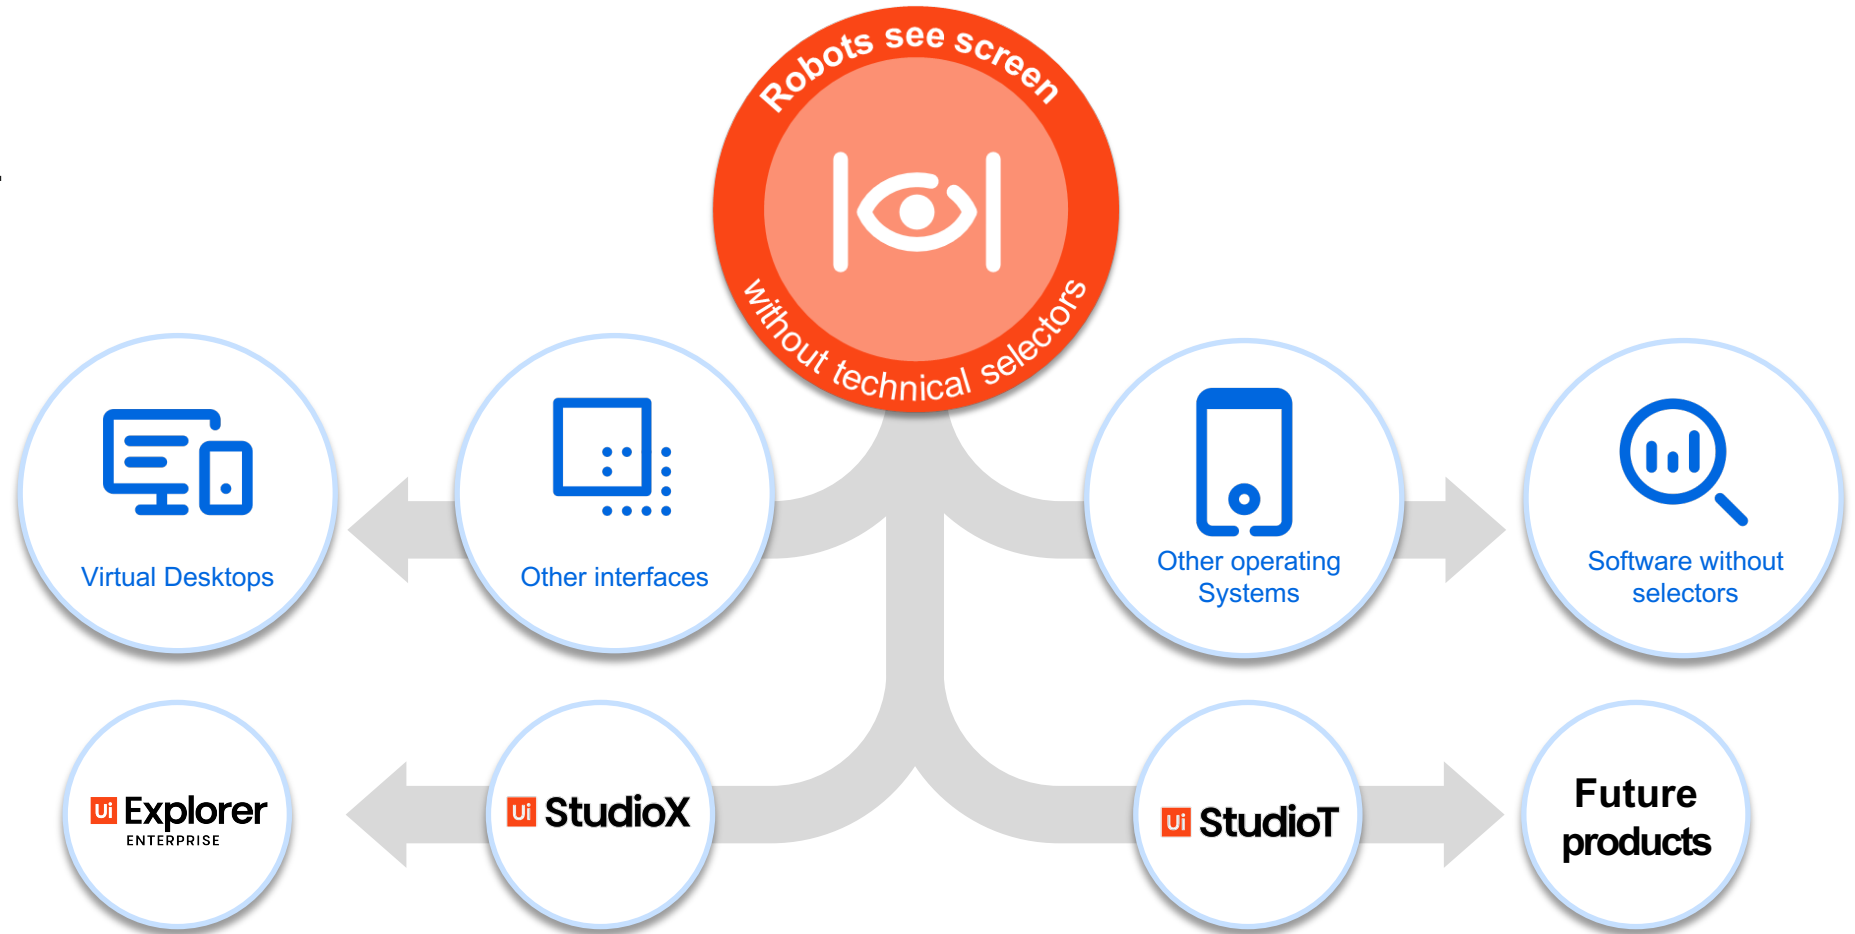 Robots see screen
without technical selectors
Virtual Desktops
Other interfaces
Other operating
Systems
Software without
selectors
Ui Explorer
ENTERPRISE
Ui StudioX
Ui StudioT
Future
products